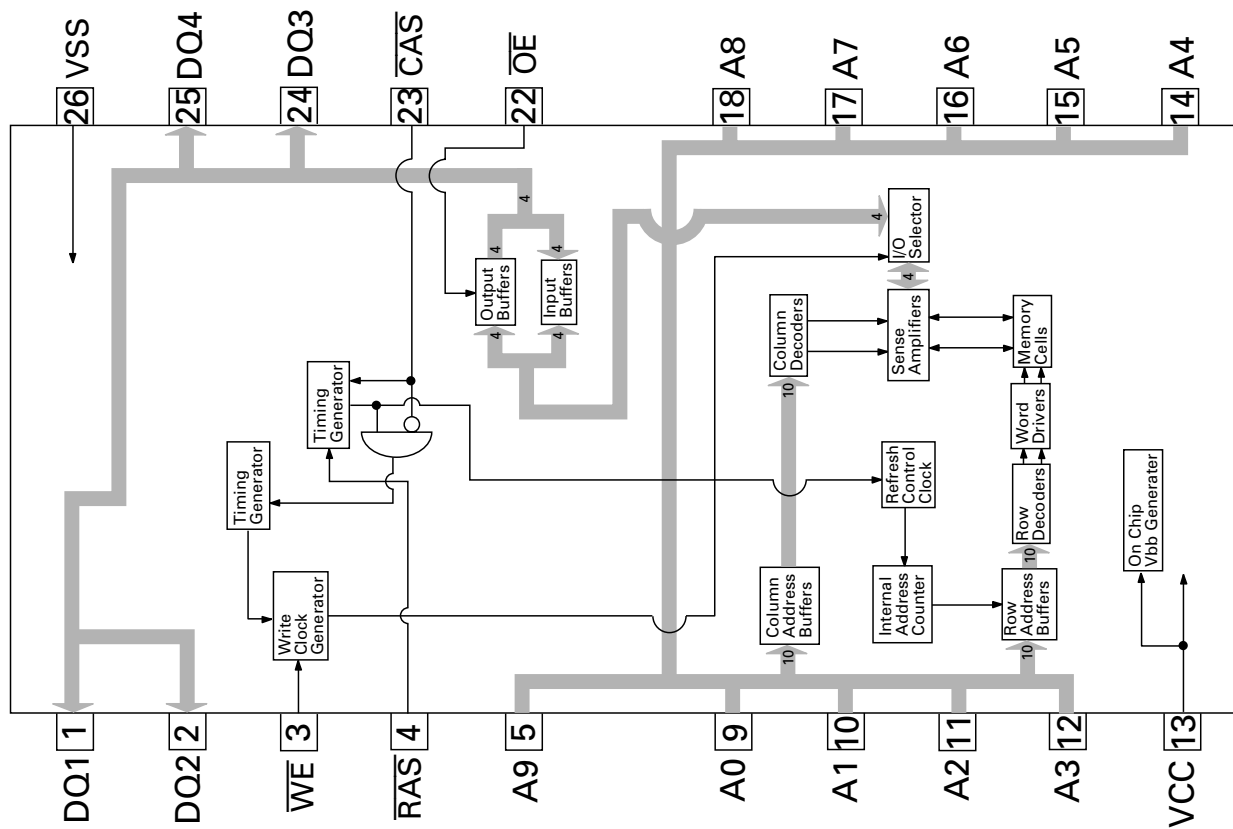 26 VSS
25 DQ4
24 DQ3
23 CAS
22 OE
18 A8
17 A7
16 A6
15 A5
14 A4
4
4
4
4
Output
Buffers
Input
Buffers
4
4
I/O
Selector
4
Sense
Amplifiers
Column
Decoders
10
Memory
Cells
Word
Drivers
Row
Decoders
10
Timing
Generator
Timing
Generator
Write
Clock
Generator
Refresh
Control
Clock
Internal
Address
Counter
Column
Address
Buffers
10
Row
Address
Buffers
10
On Chip
Vbb Generater
DQ1 1
DQ2 2
WE 3
RAS 4
A9 5
A0 9
A1 10
A2 11
A3 12
VCC 13